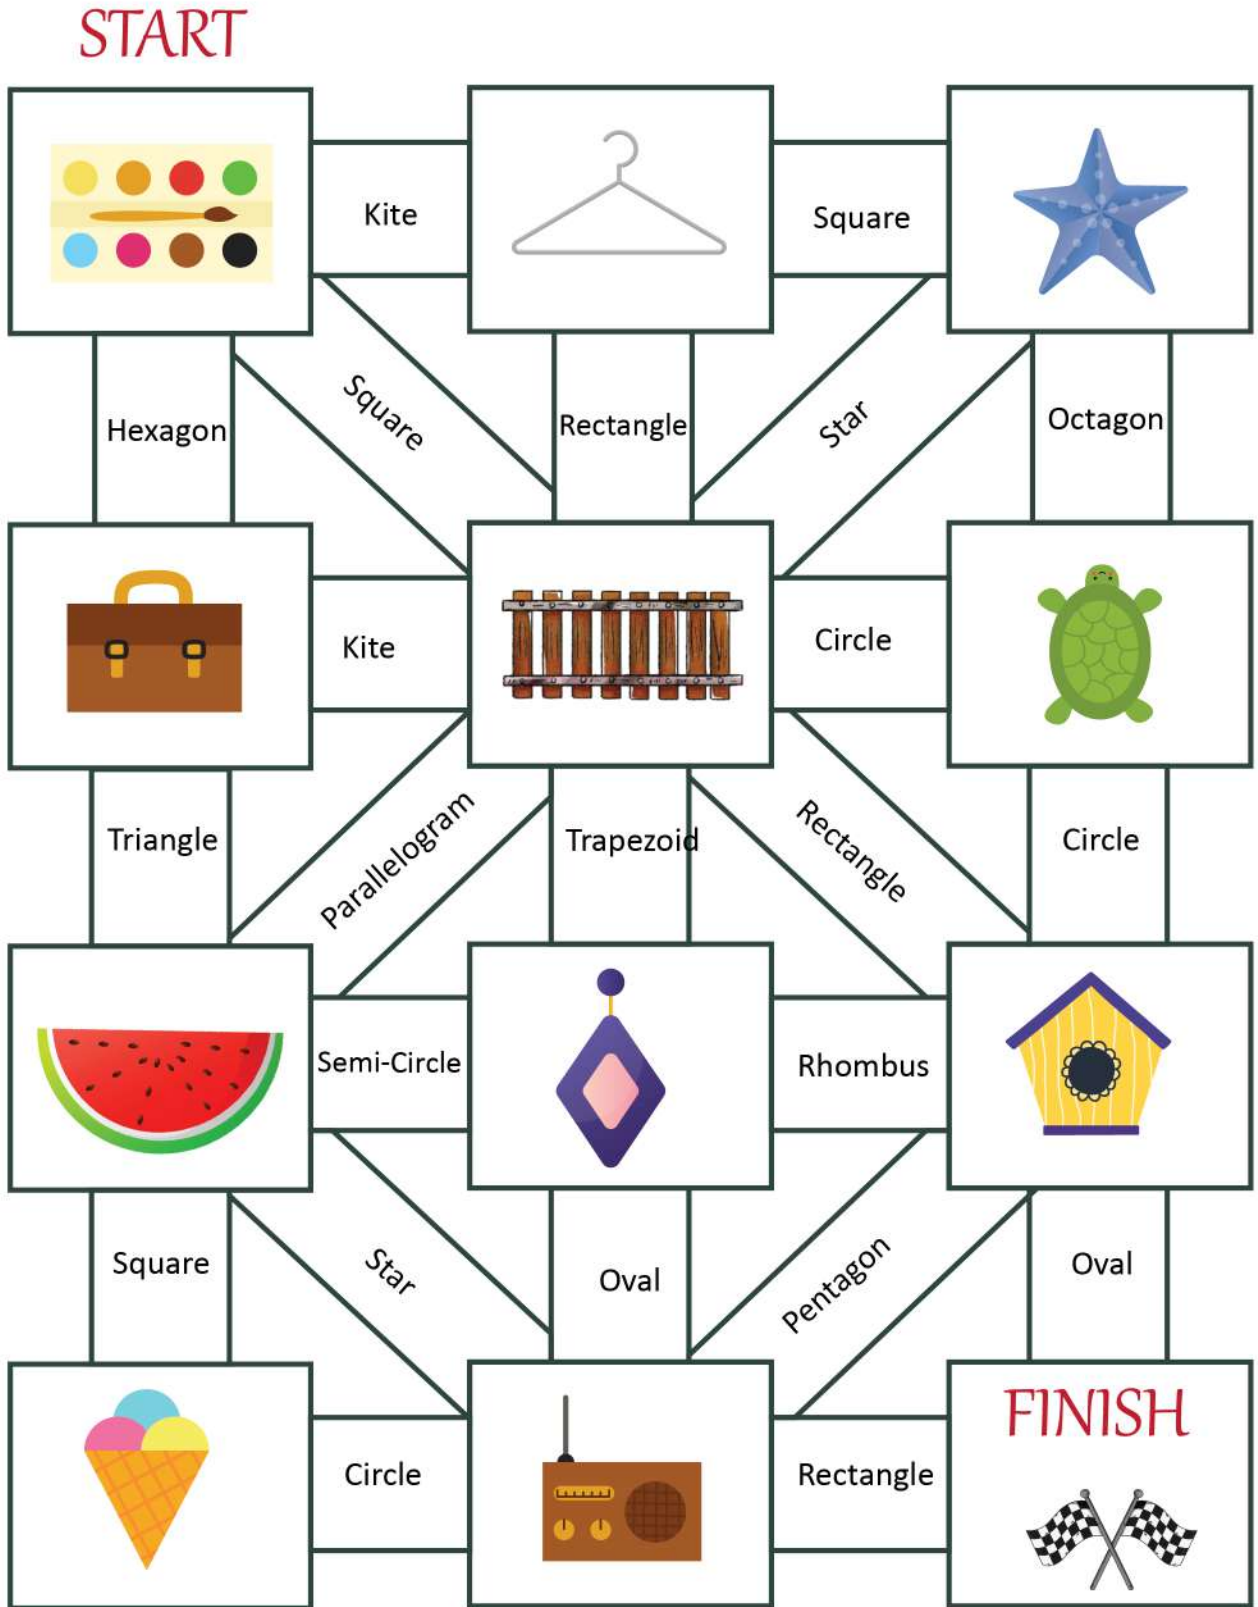 START
Kite
Square
Hexagon
Square
Rectangle
Star
Octagon
Kite
Circle
Triangle
Parallelogram
Trapezoid
Rectangle
Circle
Semi-Circle
Rhombus
Square
Star
Oval
Pentagon
Oval
FINISH
Circle
Rectangle